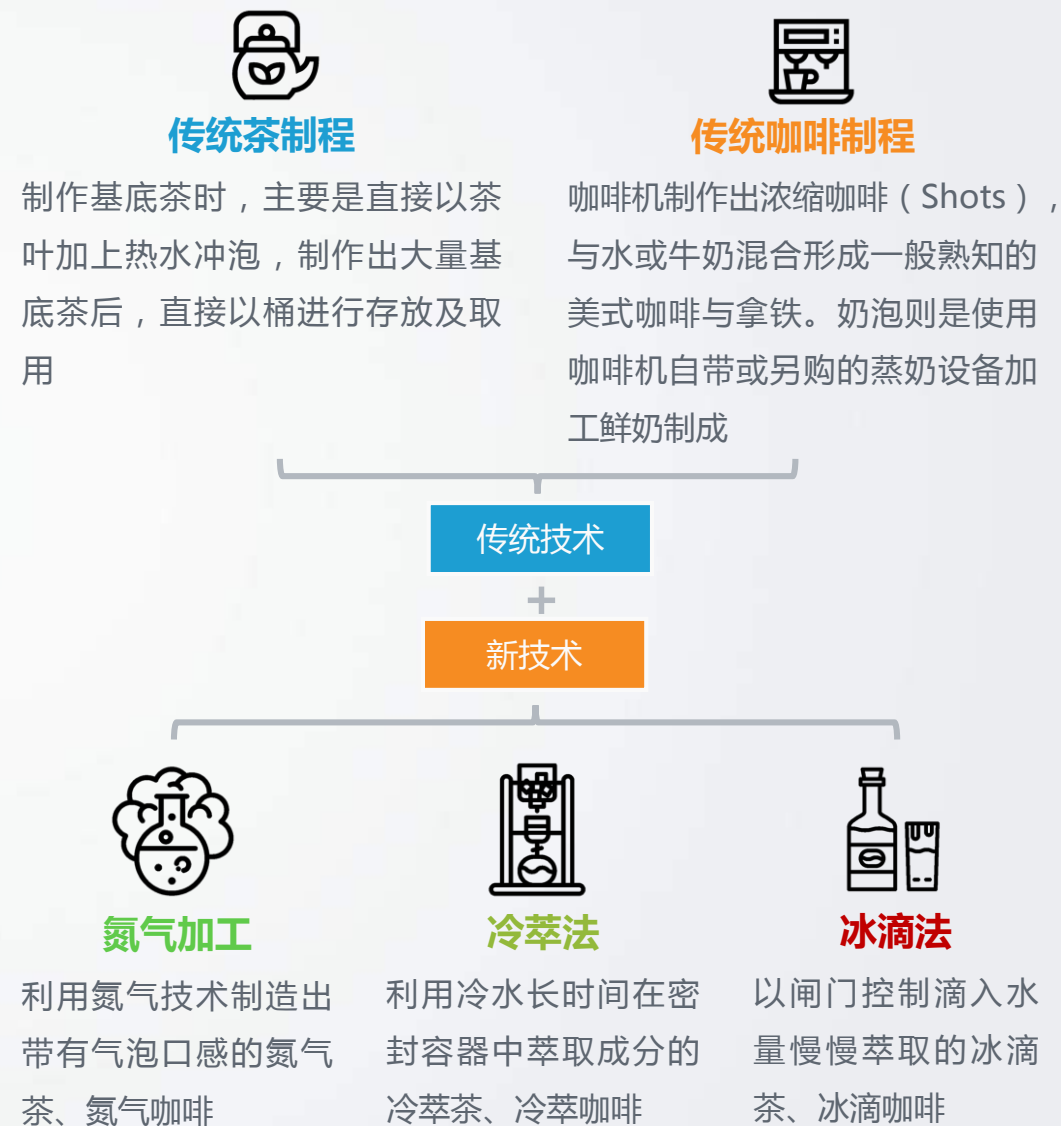 传统茶制程
制作基底茶时，主要是直接以茶
叶加上热水冲泡，制作出大量基
底茶后，直接以桶进行存放及取
用
传统咖啡制程
咖啡机制作出浓缩咖啡（Shots），
与水或牛奶混合形成一般熟知的
美式咖啡与拿铁。奶泡则是使用
咖啡机自带或另购的蒸奶设备加
工鲜奶制成
传统技术
+
新技术
氮气加工
利用氮气技术制造出
带有气泡口感的氮气
茶、氮气咖啡
冷萃法
利用冷水长时间在密
封容器中萃取成分的
冷萃茶、冷萃咖啡
冰滴法
以闸门控制滴入水
量慢慢萃取的冰滴
茶、冰滴咖啡